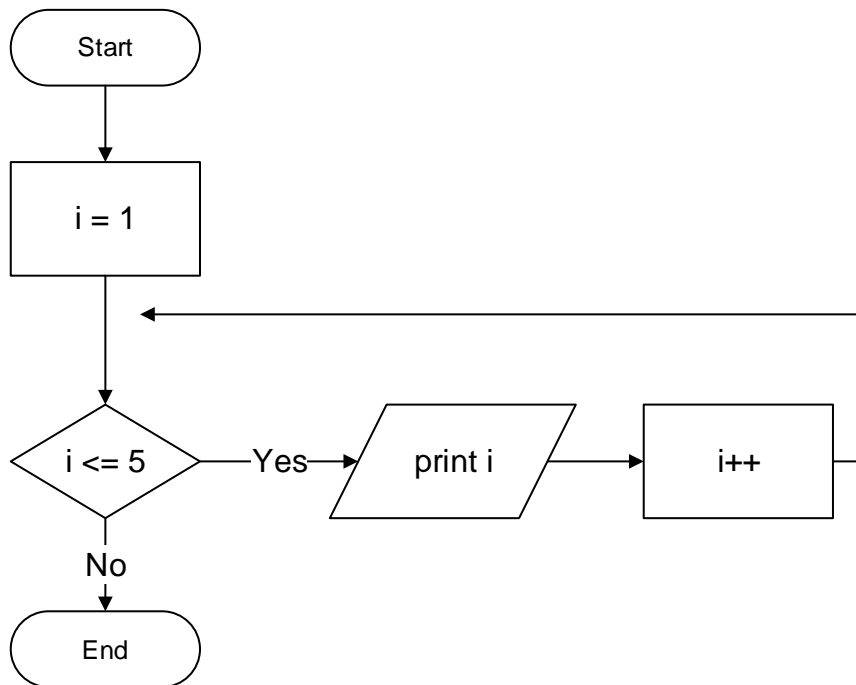 Start
i = 1
i <= 5
Yes
print i
i++
No
End